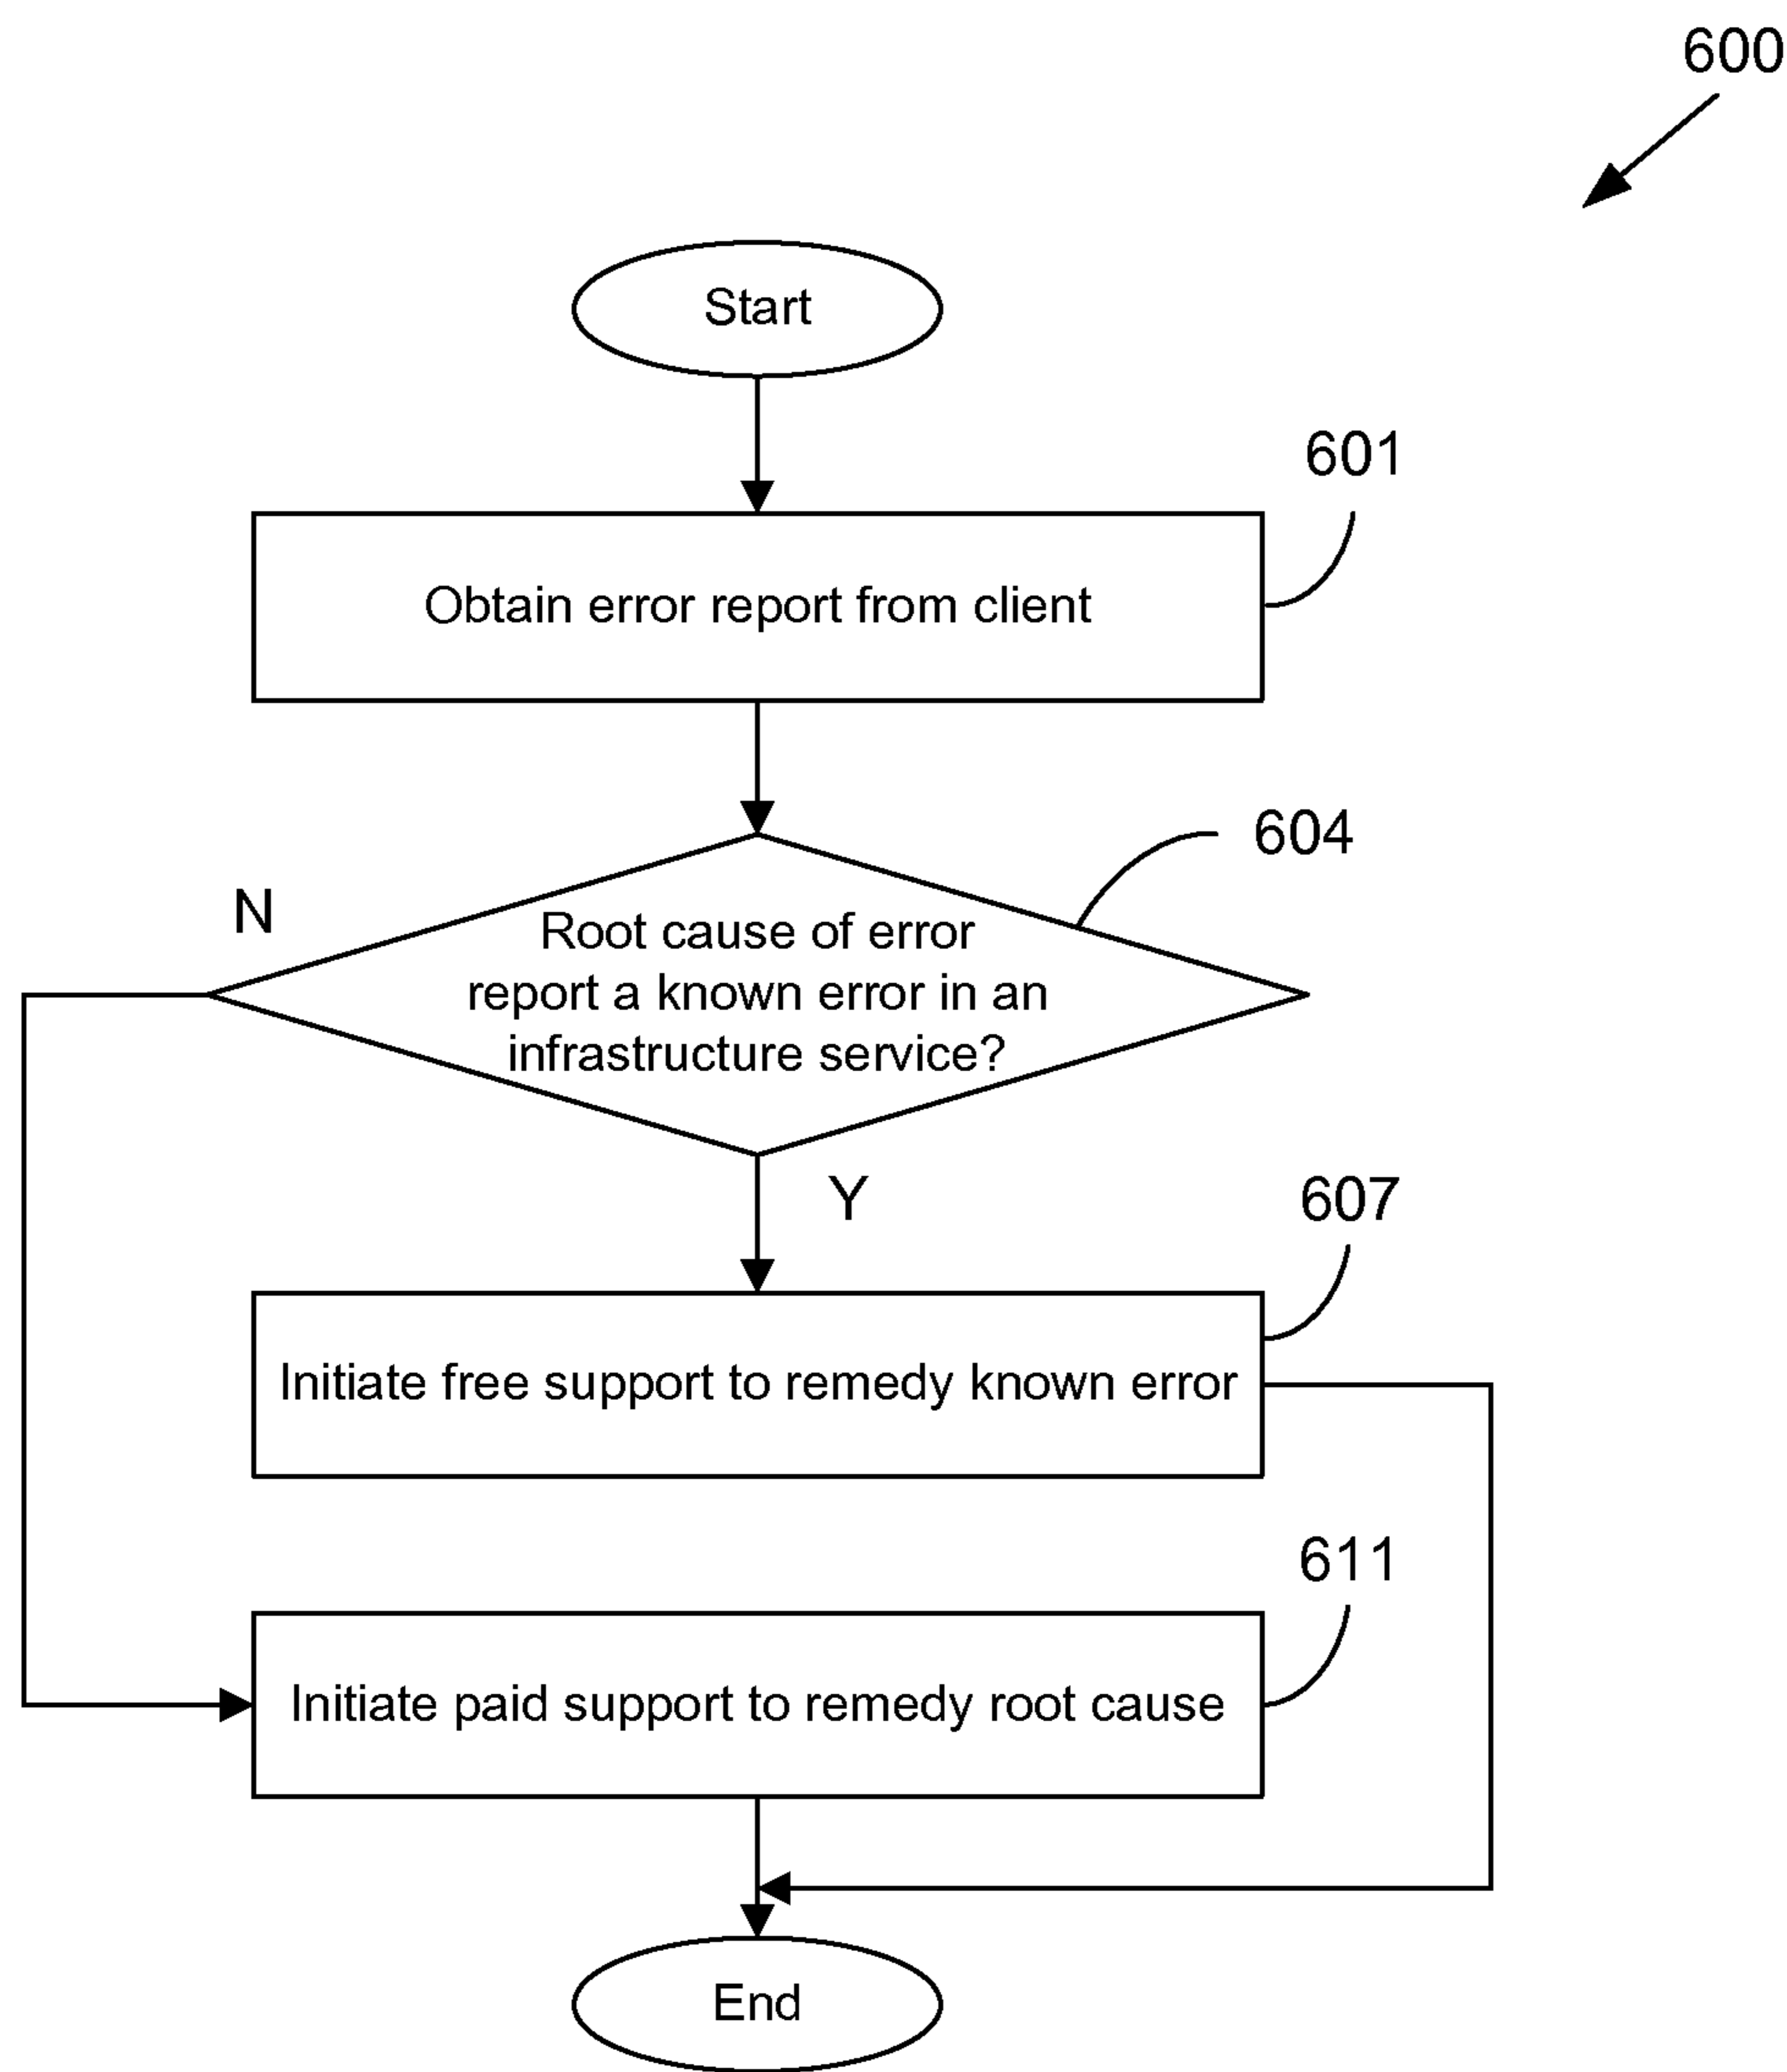 600
Start
601
Obtain error report from client
604
N
Root cause of error
report a known error in an
infrastructure service?
Y
607
Initiate free support to remedy known error
611
Initiate paid support to remedy root cause
End